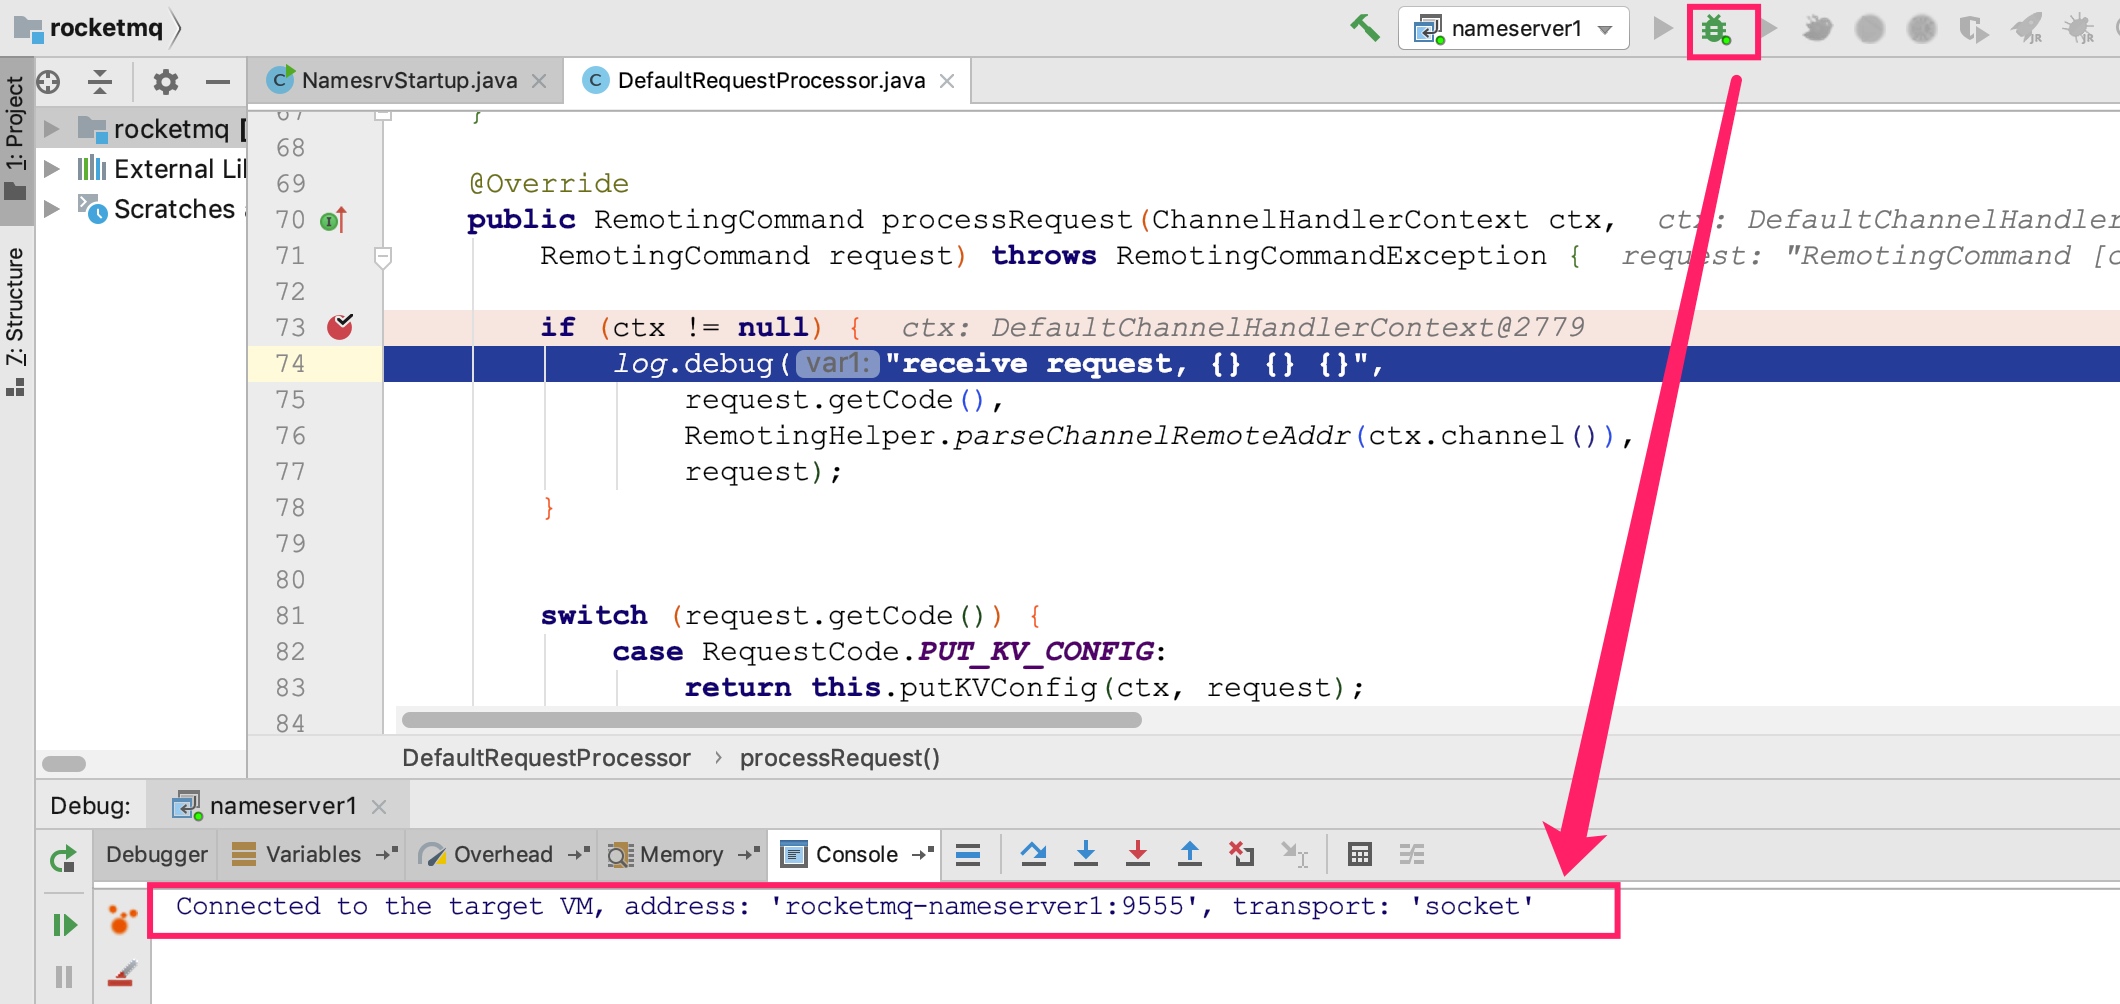 rocketmq
nameserver1
JR
JR
1: Project
7: Structure
NamesrvStartup.java
DefaultRequestProcessor.java
rocketmq [
External Li
Scratches
67 }
68
69 @Override
70 public RemotingCommand processRequest(ChannelHandlerContext ctx, ctx: DefaultChannelHandler
71 RemotingCommand request) throws RemotingCommandException { request: "RemotingCommand [c
72
73 if (ctx != null) { ctx: DefaultChannelHandlerContext@2779
74 log.debug( var1: "receive request, {} {} {}",
75 request.getCode(),
76 RemotingHelper.parseChannelRemoteAddr(ctx.channel()),
77 request);
78 }
79
80
81 switch (request.getCode()) {
82 case RequestCode.PUT_KV_CONFIG:
83 return this.putKVConfig(ctx, request);
84
DefaultRequestProcessor › processRequest()
Debug: nameserver1
Debugger Variables Overhead Memory Console
Connected to the target VM, address: 'rocketmq-nameserver1:9555', transport: 'socket'